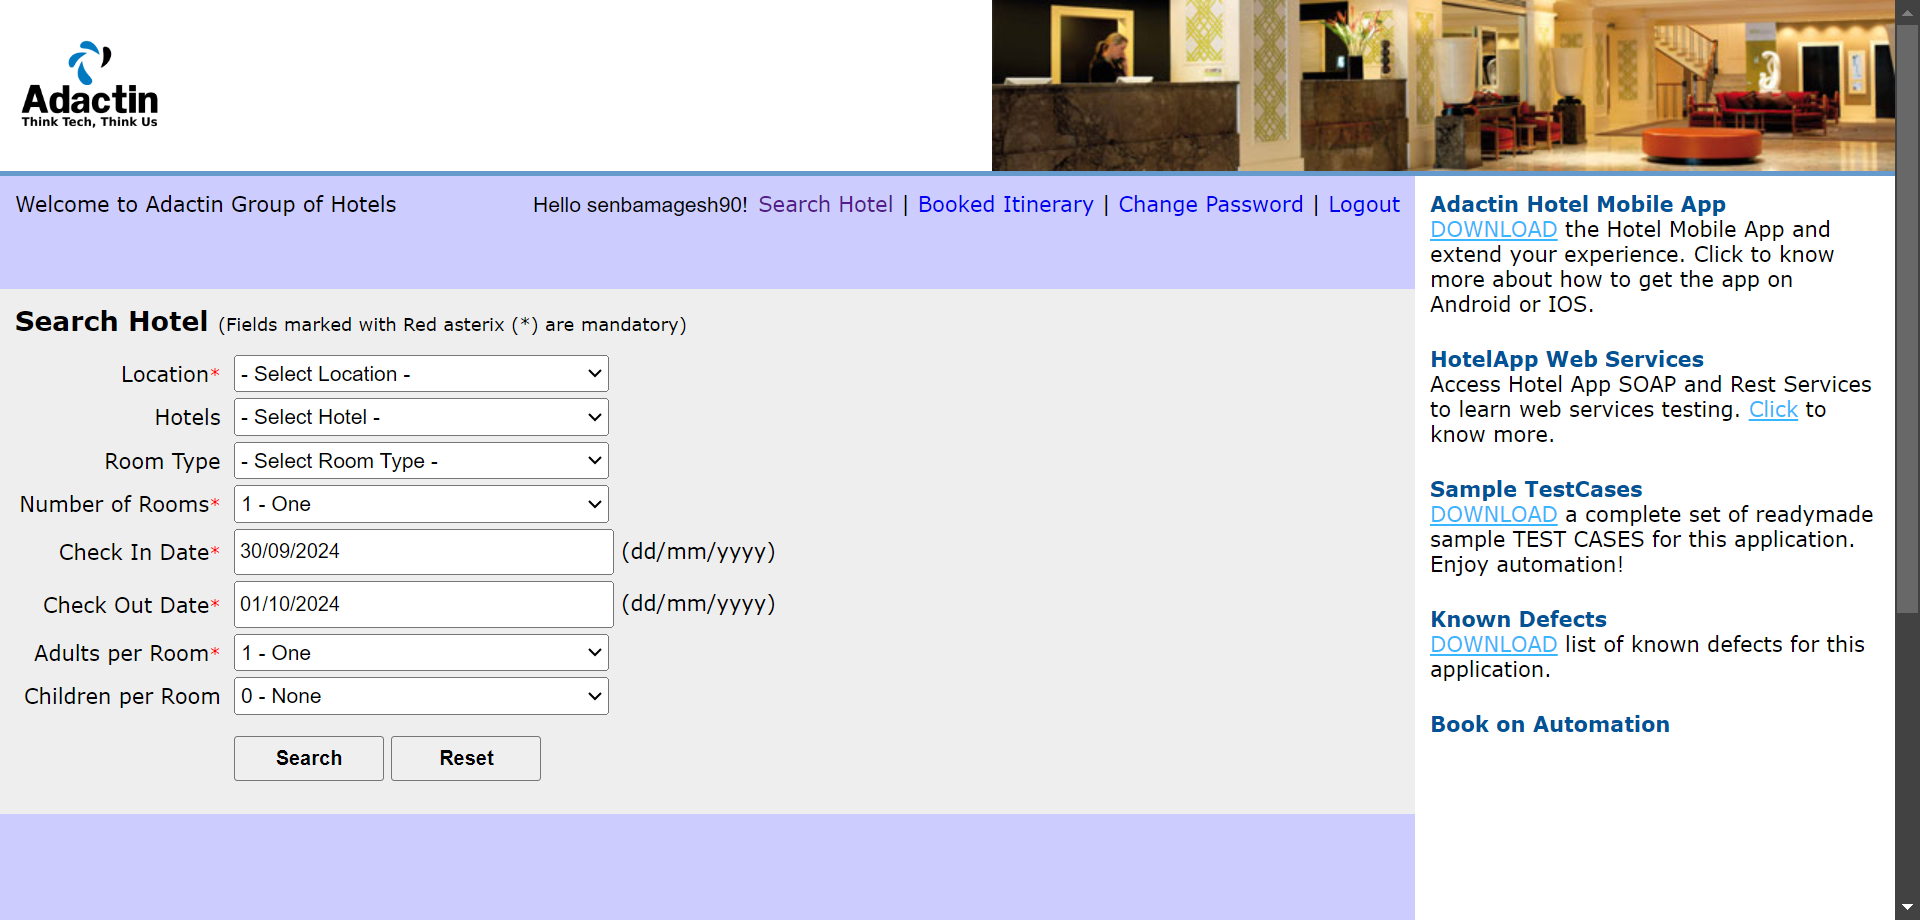 Adactin
Think Tech, Think Us
Welcome to Adactin Group of Hotels
Hello senbamagesh90! Search Hotel | Booked Itinerary | Change Password | Logout
Search Hotel (Fields marked with Red asterix (*) are mandatory)
Location* - Select Location -
Hotels - Select Hotel -
Room Type - Select Room Type -
Number of Rooms* 1 - One
Check In Date* 30/09/2024 (dd/mm/yyyy)
Check Out Date* 01/10/2024 (dd/mm/yyyy)
Adults per Room* 1 - One
Children per Room 0 - None
Search Reset
Adactin Hotel Mobile App
DOWNLOAD the Hotel Mobile App and
extend your experience. Click to know
more about how to get the app on
Android or IOS.
HotelApp Web Services
Access Hotel App SOAP and Rest Services
to learn web services testing. Click to
know more.
Sample TestCases
DOWNLOAD a complete set of readymade
sample TEST CASES for this application.
Enjoy automation!
Known Defects
DOWNLOAD list of known defects for this
application.
Book on Automation